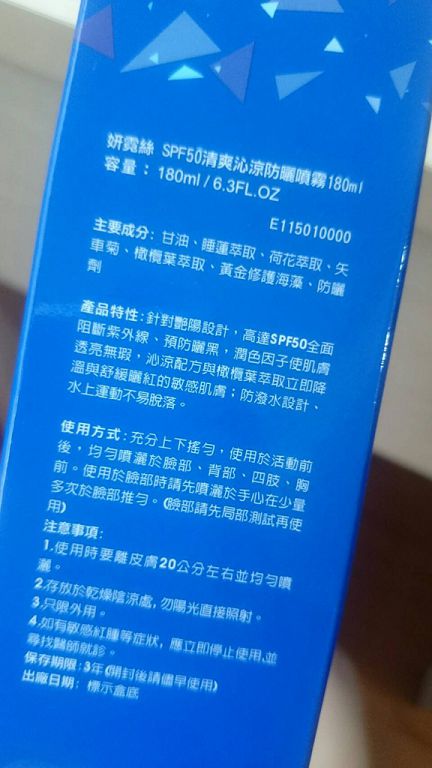 妍霓絲 SPF50清爽沁涼防曬噴霧180ml
容量：180ml / 6.3FL.OZ
E115010000
主要成分: 甘油、睡蓮萃取、荷花萃取、矢
車菊、橄欖葉萃取、黃金修護海藻、防曬
劑
產品特性: 針對艷陽設計，高達SPF50全面
阻斷紫外線、預防曬黑，潤色因子使肌膚
透亮無瑕，沁涼配方與橄欖葉萃取立即降
溫與舒緩曬紅的敏感肌膚；防潑水設計、
水上運動不易脫落。
使用方式: 充分上下搖勻，使用於活動前
後，均勻噴灑於臉部、背部、四肢、胸
前。使用於臉部時請先噴灑於手心在少量
多次於臉部推勻。(臉部請先局部測試再使
用)
注意事項:
1.使用時要離皮膚20公分左右並均勻噴
灑。
2.存放於乾燥陰涼處, 勿陽光直接照射。
3.只限外用。
4.如有敏感紅腫等症狀, 應立即停止使用,並
尋找醫師就診。
保存期限: 3年(開封後請儘早使用)
出廠日期: 標示盒底